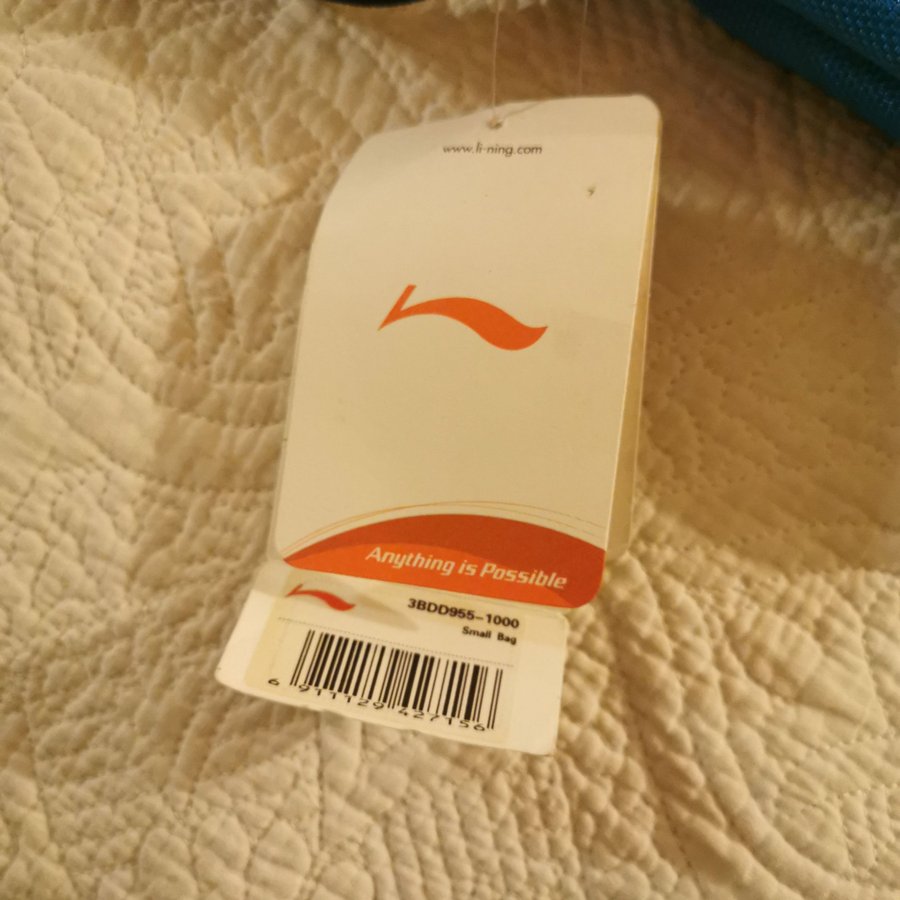 www.li-ning.com
Anything is Possible
3BDD955-1000
Small Bag
6 911129 427156